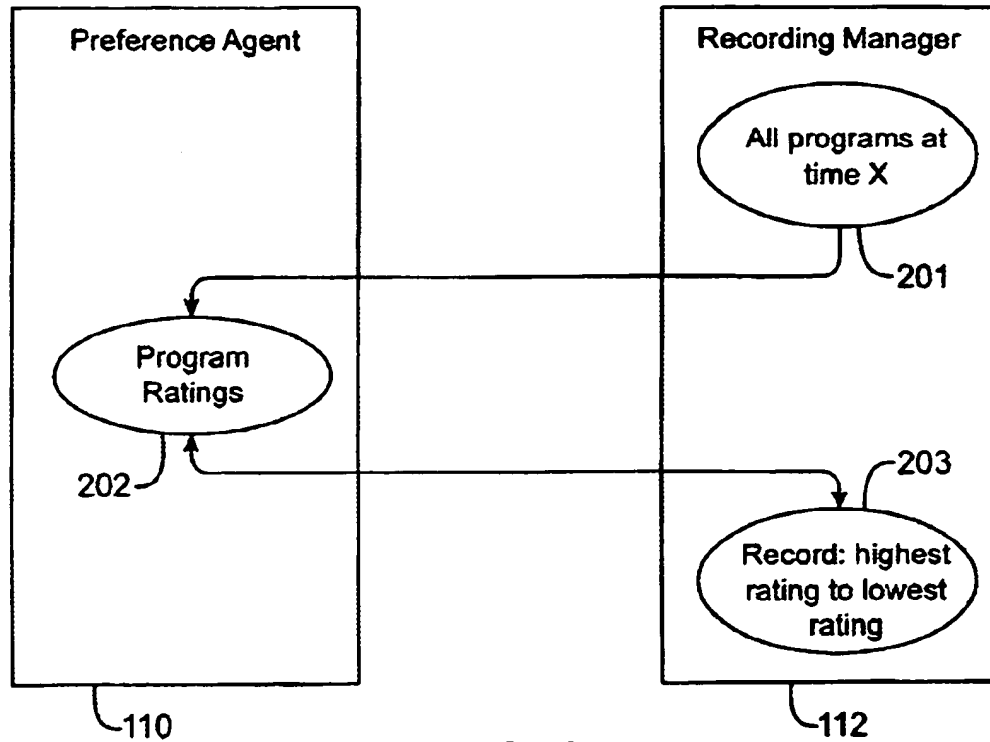 Preference Agent
Recording Manager
All programs at
time X
201
Program
Ratings
202
203
Record: highest
rating to lowest
rating
110
112